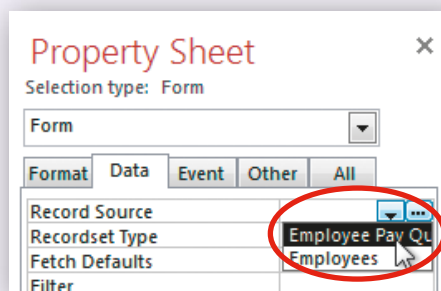 Property Sheet
Selection type: Form
Form
Format Data Event Other All
Record Source
Recordset Type Employee Pay Qu
Fetch Defaults Employees
Filter